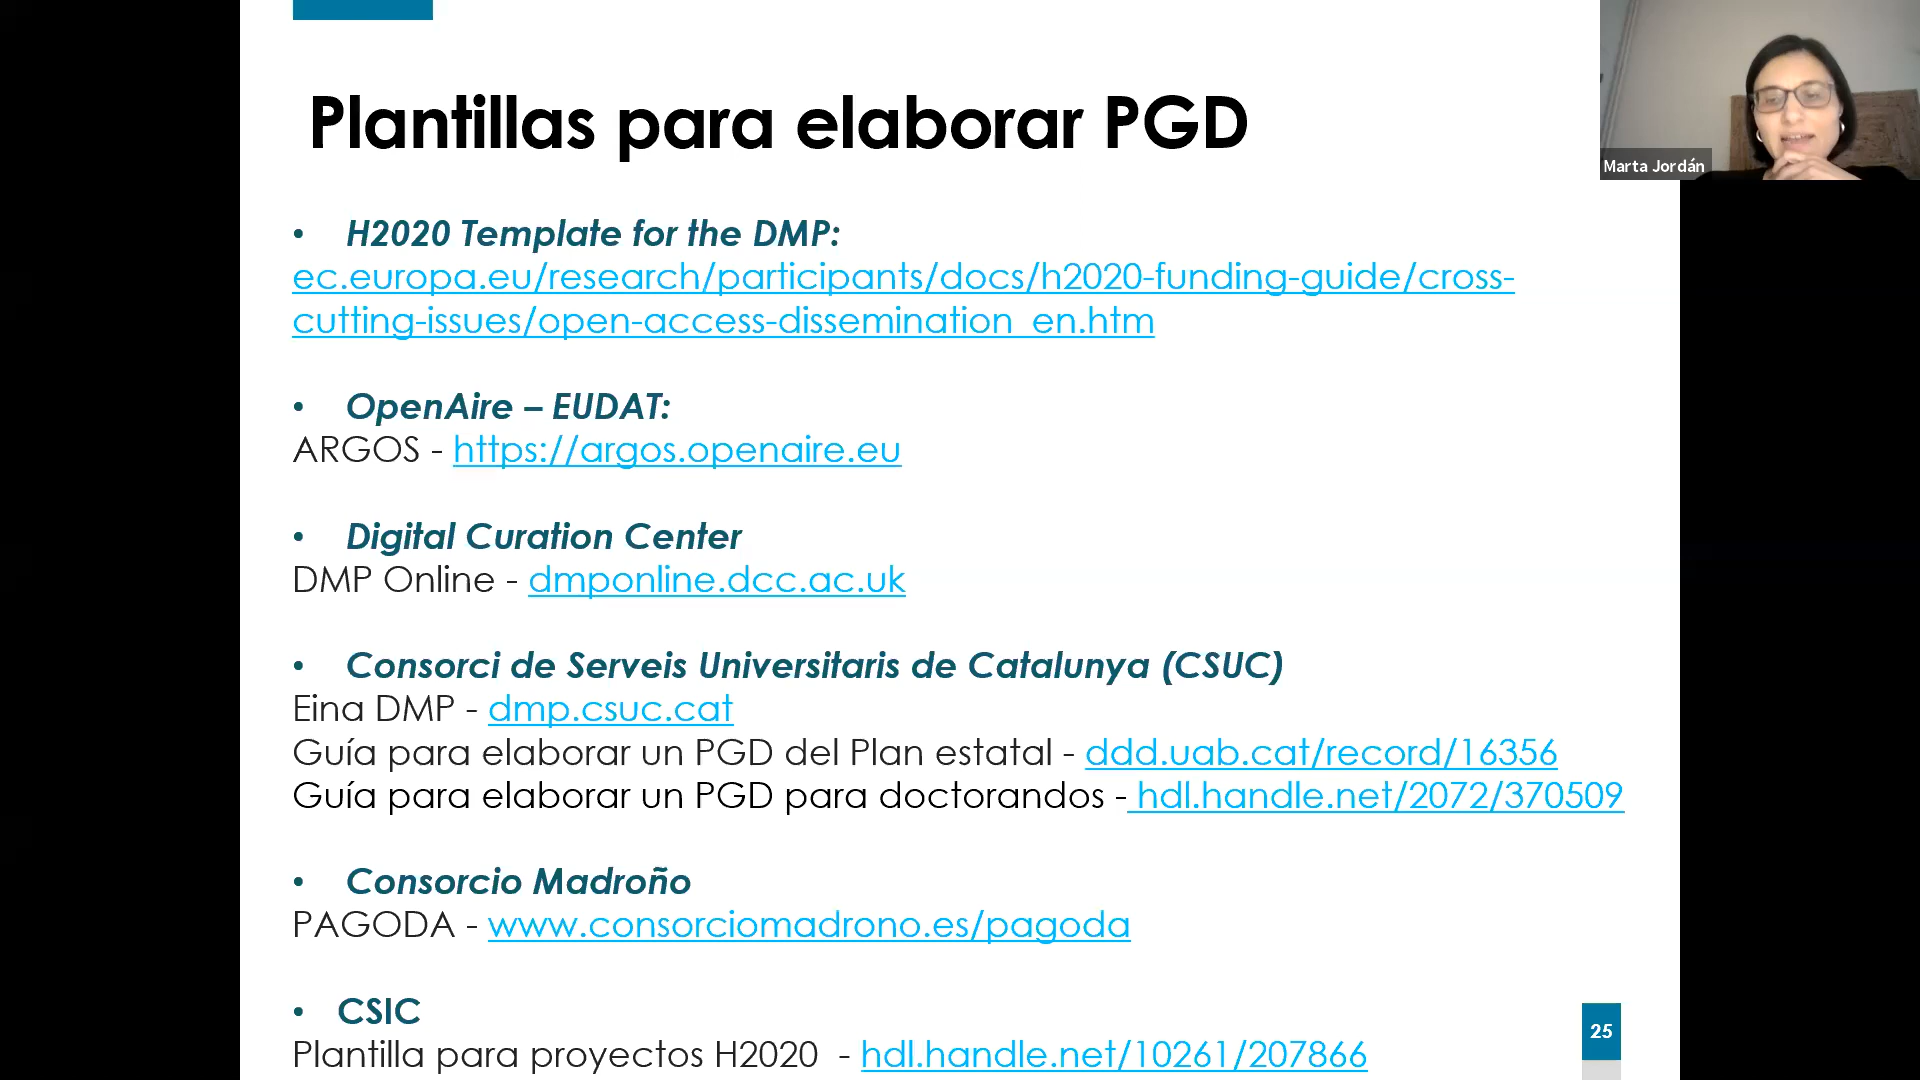 Plantillas para elaborar PGD
Marta Jordán
• H2020 Template for the DMP:
ec.europa.eu/research/participants/docs/h2020-funding-guide/cross-
cutting-issues/open-access-dissemination_en.htm
• OpenAire – EUDAT:
ARGOS - https://argos.openaire.eu
• Digital Curation Center
DMP Online - dmponline.dcc.ac.uk
• Consorci de Serveis Universitaris de Catalunya (CSUC)
Eina DMP - dmp.csuc.cat
Guía para elaborar un PGD del Plan estatal - ddd.uab.cat/record/16356
Guía para elaborar un PGD para doctorandos - hdl.handle.net/2072/370509
• Consorcio Madroño
PAGODA - www.consorciomadrono.es/pagoda
• CSIC
Plantilla para proyectos H2020 - hdl.handle.net/10261/207866
25